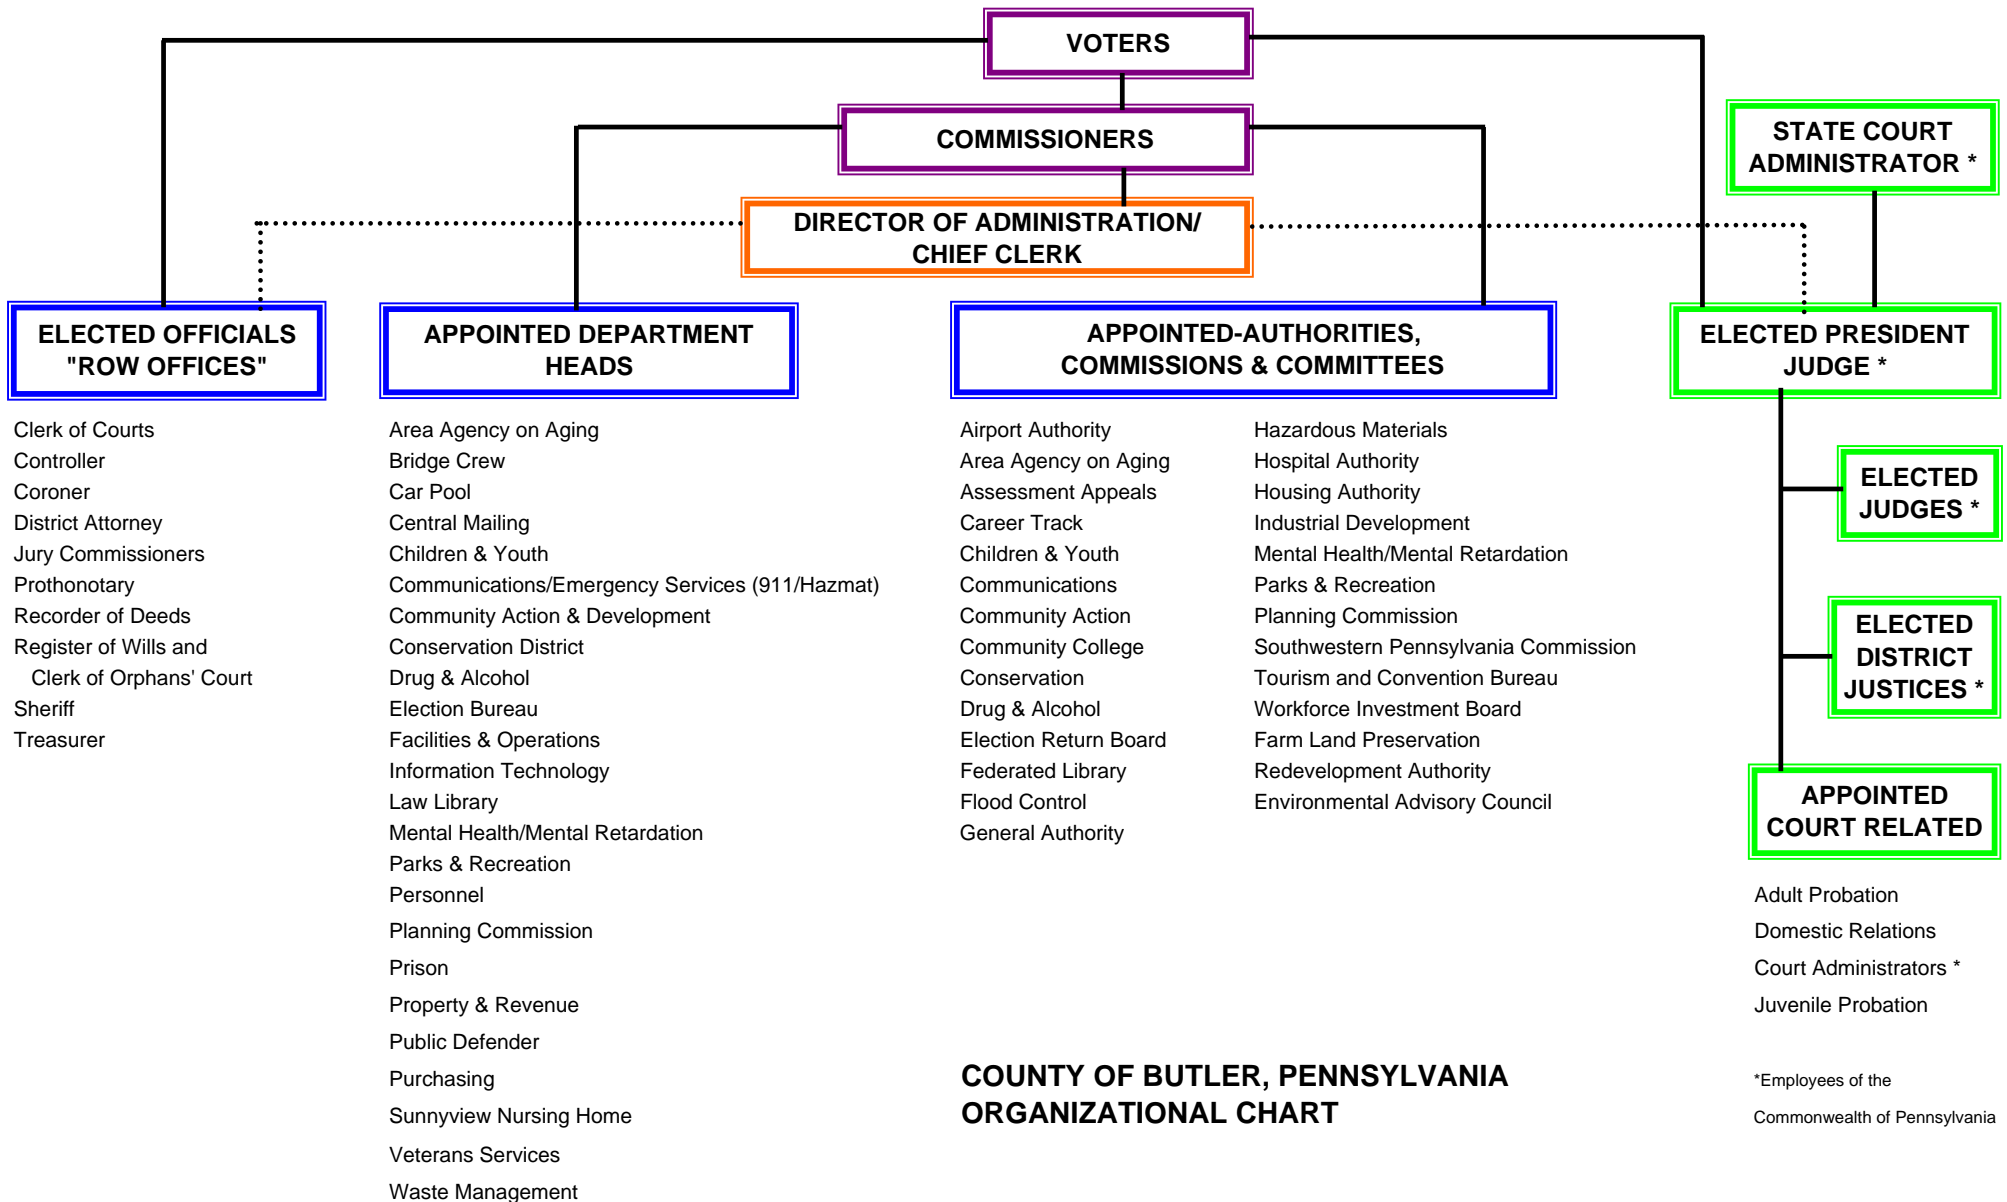 VOTERS
COMMISSIONERS
STATE COURT
ADMINISTRATOR *
DIRECTOR OF ADMINISTRATION/
CHIEF CLERK
ELECTED OFFICIALS
"ROW OFFICES"
Clerk of Courts
Controller
Coroner
District Attorney
Jury Commissioners
Prothonotary
Recorder of Deeds
Register of Wills and
Clerk of Orphans' Court
Sheriff
Treasurer
APPOINTED DEPARTMENT
HEADS
Area Agency on Aging
Bridge Crew
Car Pool
Central Mailing
Children & Youth
Communications/Emergency Services (911/Hazmat)
Community Action & Development
Conservation District
Drug & Alcohol
Election Bureau
Facilities & Operations
Information Technology
Law Library
Mental Health/Mental Retardation
Parks & Recreation
Personnel
Planning Commission
Prison
Property & Revenue
Public Defender
Purchasing
Sunnyview Nursing Home
Veterans Services
Waste Management
APPOINTED-AUTHORITIES,
COMMISSIONS & COMMITTEES
Airport Authority
Area Agency on Aging
Assessment Appeals
Career Track
Children & Youth
Communications
Community Action
Community College
Conservation
Drug & Alcohol
Election Return Board
Federated Library
Flood Control
General Authority
Hazardous Materials
Hospital Authority
Housing Authority
Industrial Development
Mental Health/Mental Retardation
Parks & Recreation
Planning Commission
Southwestern Pennsylvania Commission
Tourism and Convention Bureau
Workforce Investment Board
Farm Land Preservation
Redevelopment Authority
Environmental Advisory Council
ELECTED PRESIDENT
JUDGE *
ELECTED
JUDGES *
ELECTED
DISTRICT
JUSTICES *
APPOINTED
COURT RELATED
Adult Probation
Domestic Relations
Court Administrators *
Juvenile Probation
COUNTY OF BUTLER, PENNSYLVANIA
ORGANIZATIONAL CHART
*Employees of the
Commonwealth of Pennsylvania